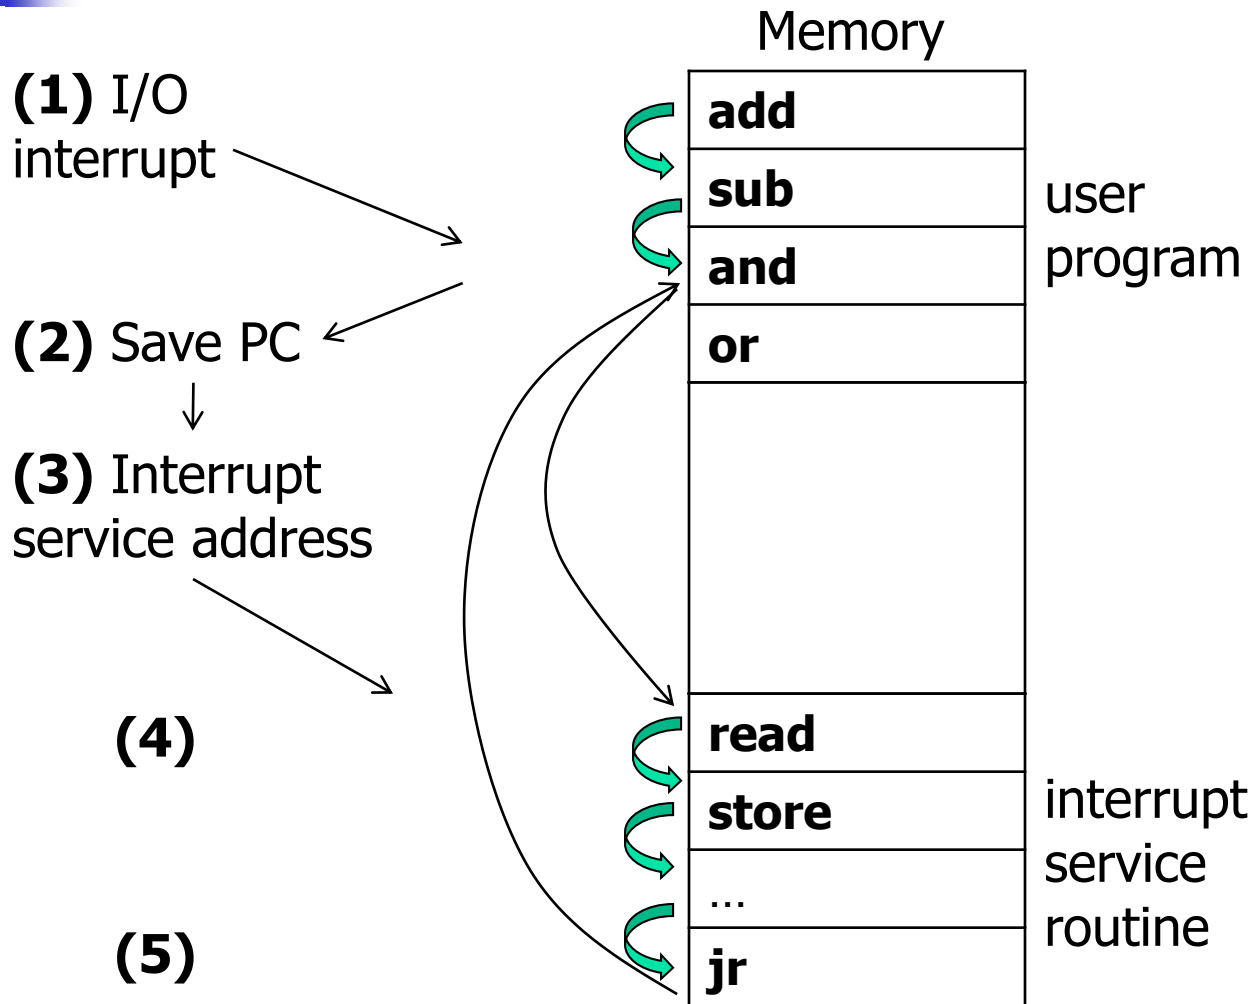 Memory
(1) I/O
interrupt
(2) Save PC
(3) Interrupt
service address
(4)
(5)
add
sub
and
or
read
store
...
jr
user
program
interrupt
service
routine